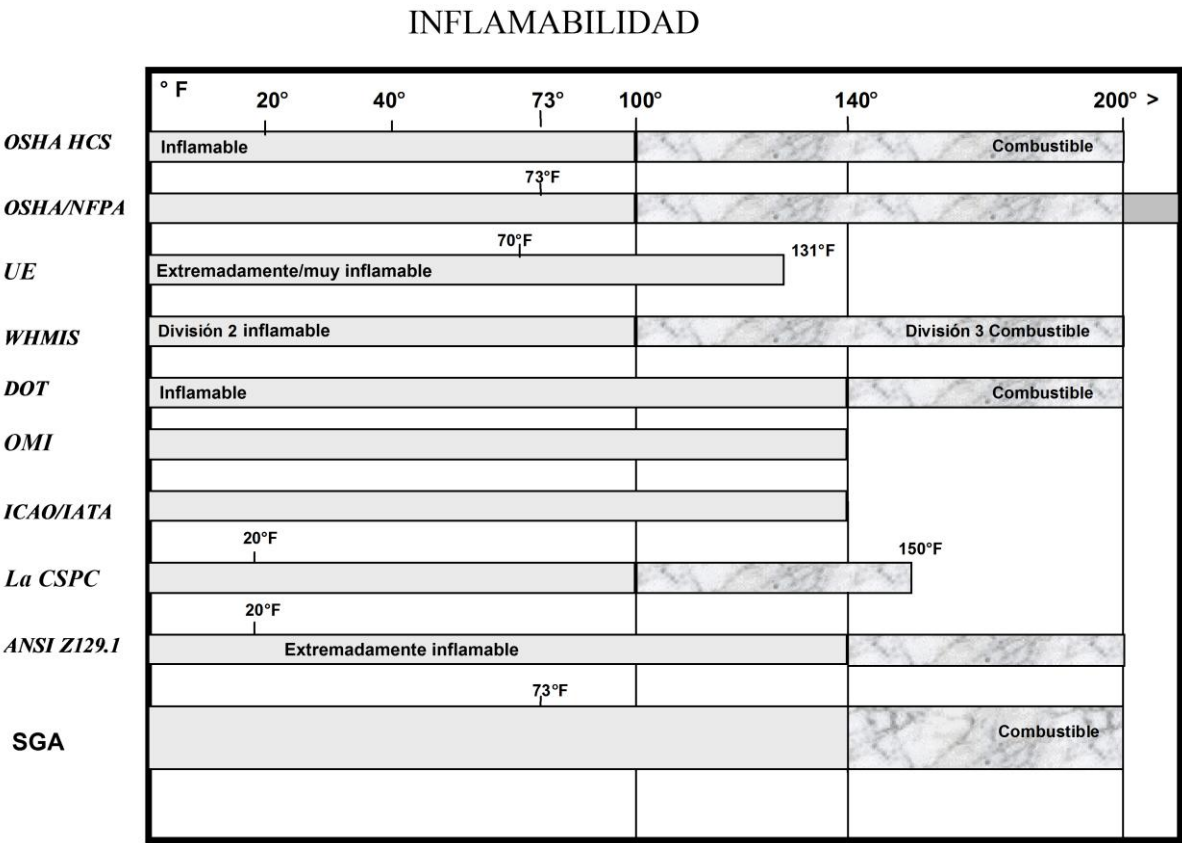 INFLAMABILIDAD
° F
20° 40° 73° 100° 140° 200° >
OSHA HCS Inflamable Combustible
73°F
OSHA/NFPA
70°F 131°F
UE Extremadamente/muy inflamable
WHMIS División 2 inflamable División 3 Combustible
DOT Inflamable Combustible
OMI
ICAO/IATA
20°F 150°F
La CSPC
20°F
ANSI Z129.1 Extremadamente inflamable
73°F
SGA Combustible